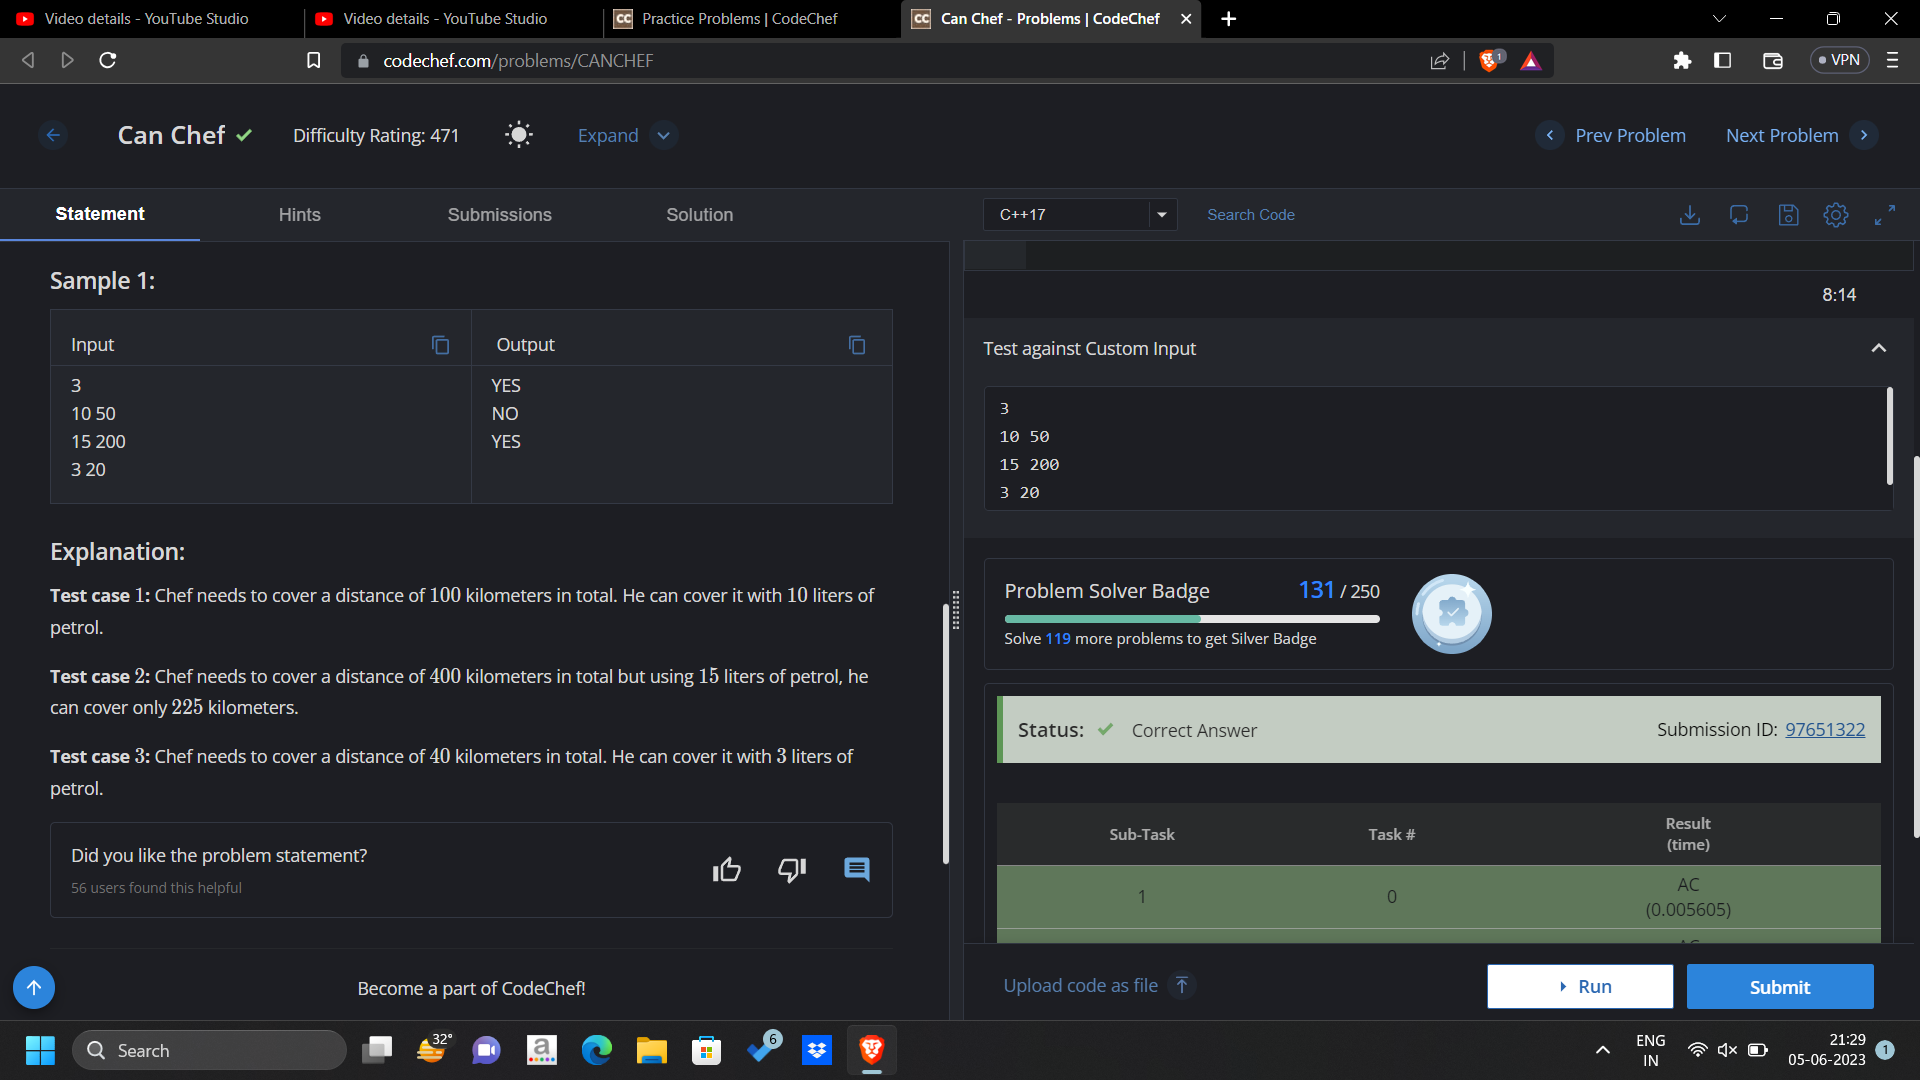 Video details - YouTube Studio
Video details - YouTube Studio
CC Practice Problems | CodeChef
CC Can Chef - Problems | CodeChef
codechef.com/problems/CANCHEF
1
VPN
Can Chef
Difficulty Rating: 471
Expand
Prev Problem
Next Problem
Statement
Hints
Submissions
Solution
C++17
Search Code
Sample 1:
Input
Output
3
10 50
15 200
3 20
YES
NO
YES
Explanation:
Test case 1: Chef needs to cover a distance of 100 kilometers in total. He can cover it with 10 liters of
petrol.
Test case 2: Chef needs to cover a distance of 400 kilometers in total but using 15 liters of petrol, he
can cover only 225 kilometers.
Test case 3: Chef needs to cover a distance of 40 kilometers in total. He can cover it with 3 liters of
petrol.
Did you like the problem statement?
56 users found this helpful
Become a part of CodeChef!
8:14
Test against Custom Input
3
10 50
15 200
3 20
Problem Solver Badge
131 / 250
Solve 119 more problems to get Silver Badge
Status:
Correct Answer
Submission ID: 97651322
Sub-Task
Task #
Result
(time)
1
0
AC
(0.005605)
Upload code as file
Run
Submit
Search
32°
a
6
ENG
IN
21:29
05-06-2023
1